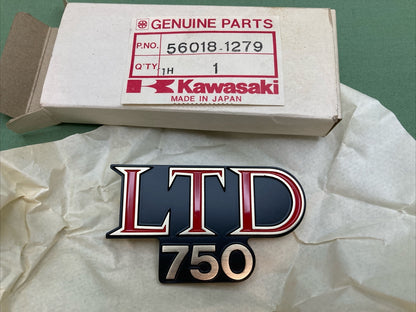 GENUINE PARTS
P.NO. 56018-1279
Q'TY. 1H 1
Kawasaki
MADE IN JAPAN
LTD
750